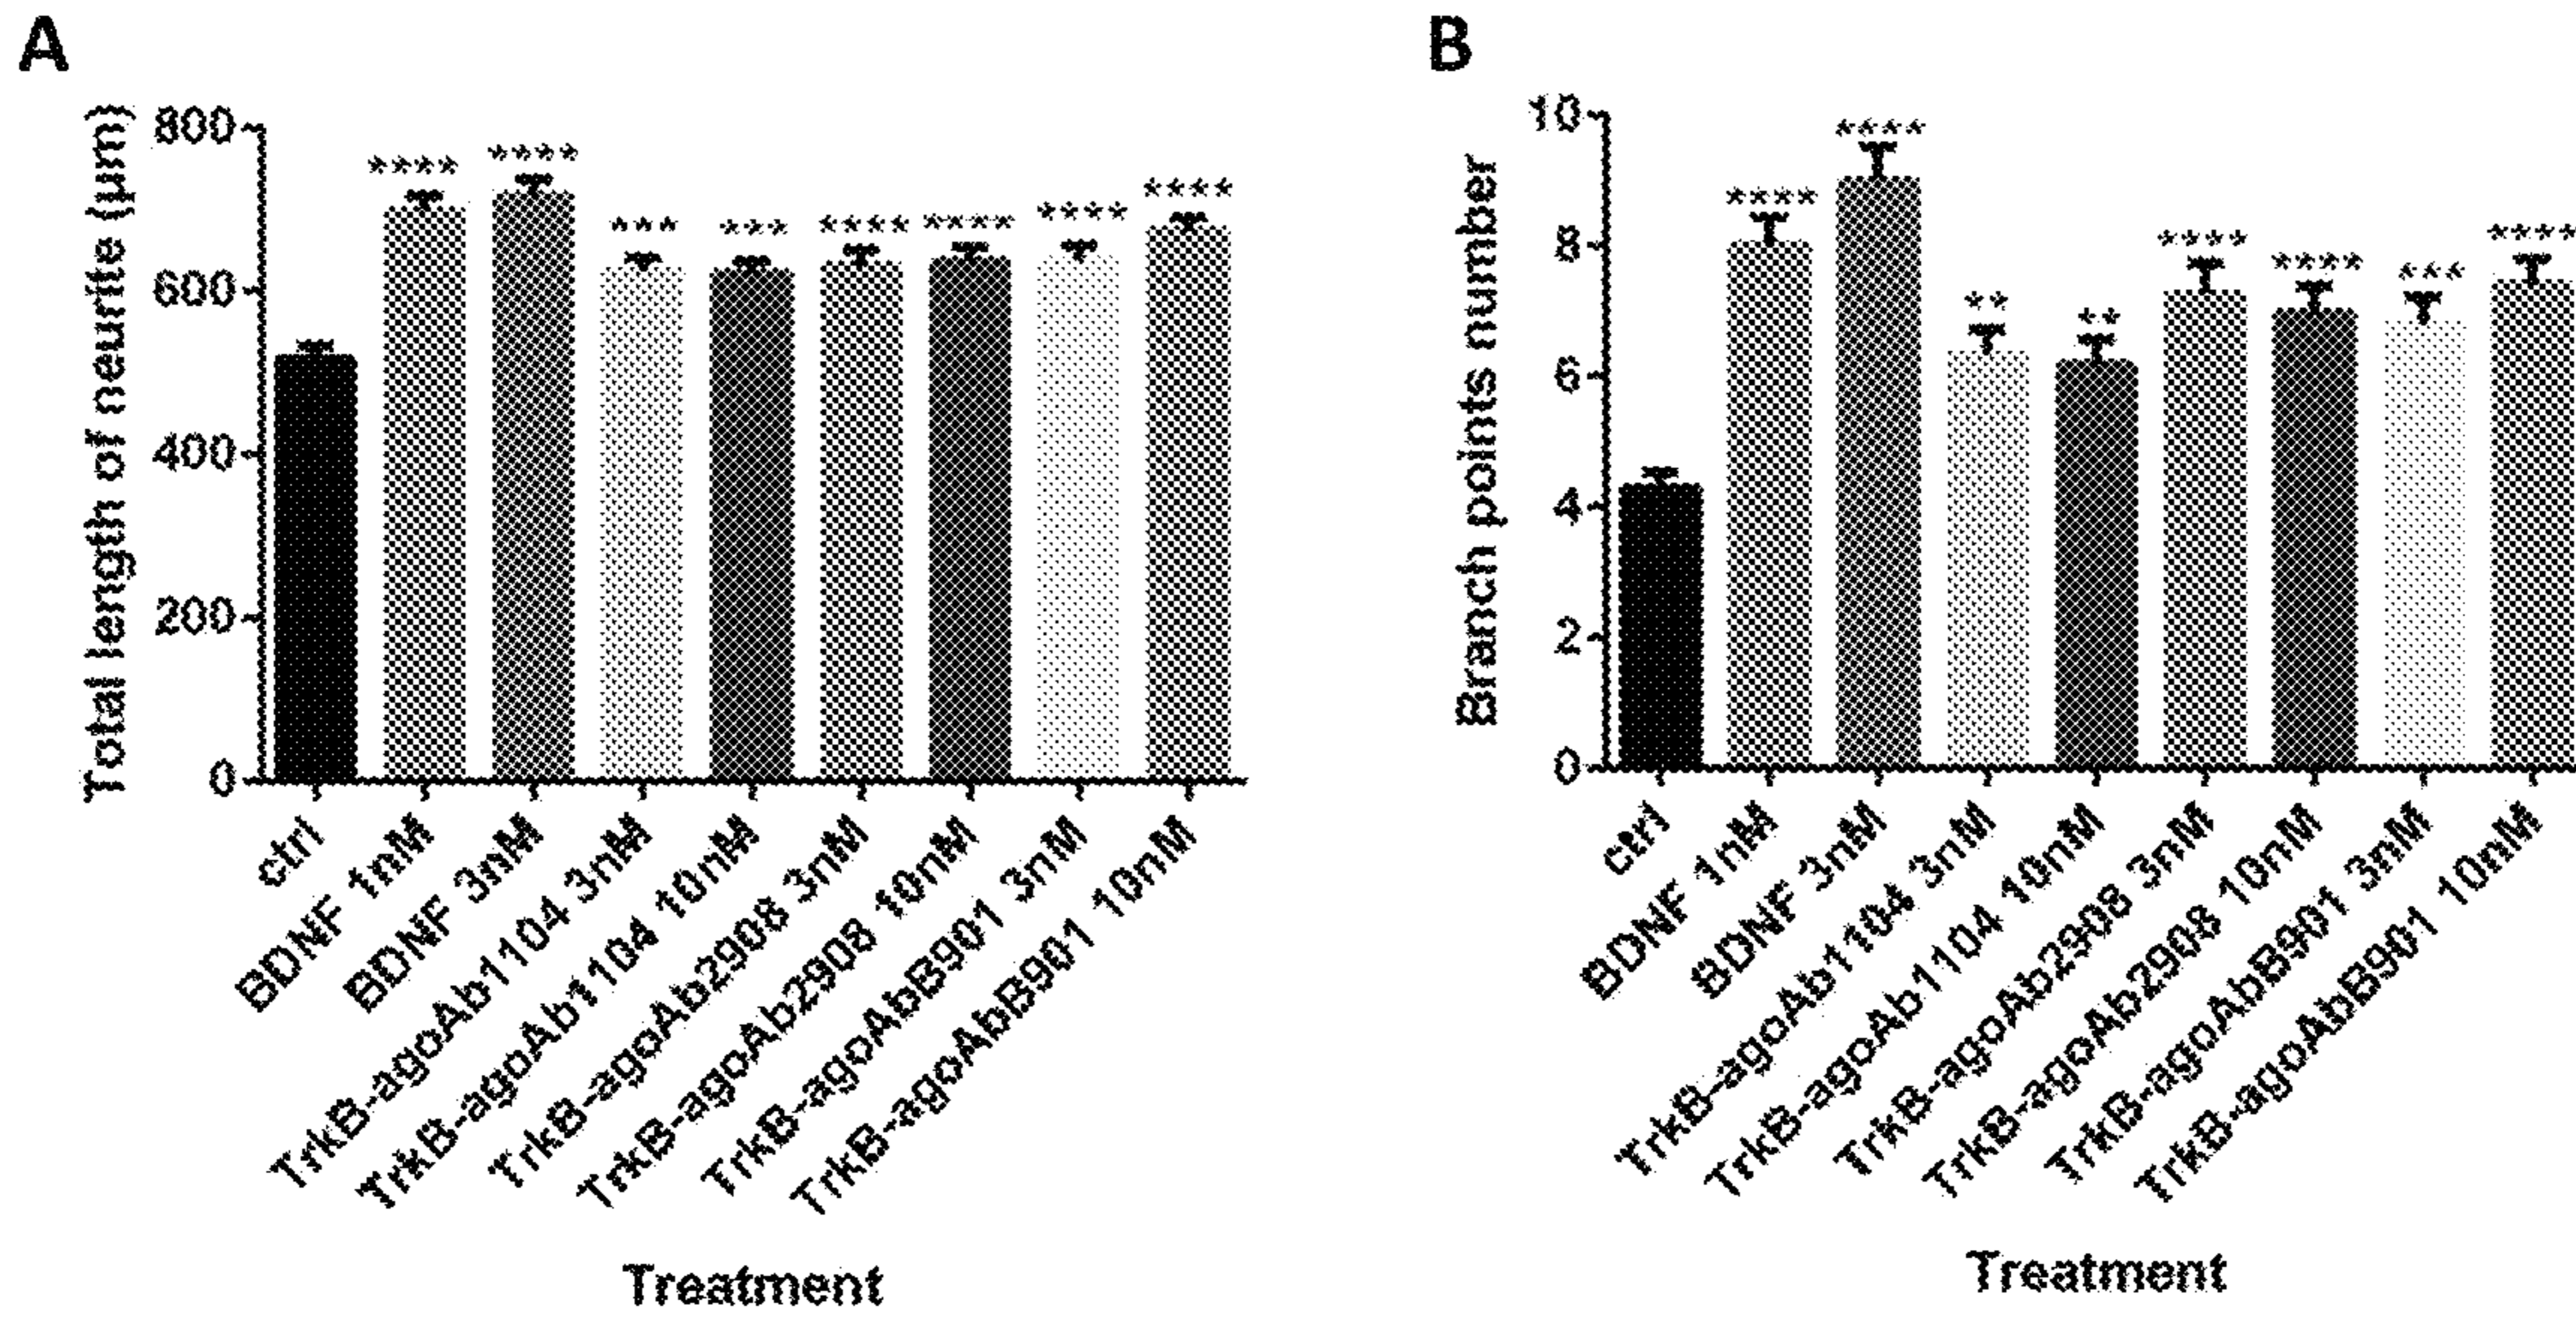 A
Total length of neurite (μm)
800
600
400
200
0
****
****
***
***
****
****
****
****
ctrl
BDNF 1nM
BDNF 3nM
TrkB-agoAb1104 3nM
TrkB-agoAb1104 10nM
TrkB-agoAb2908 3nM
TrkB-agoAb2908 10nM
TrkB-agoAbB901 3nM
TrkB-agoAbB901 10nM
Treatment
B
Branch points number
10
8
6
4
2
0
****
****
**
**
****
****
***
****
ctrl
BDNF 1nM
BDNF 3nM
TrkB-agoAb1104 3nM
TrkB-agoAb1104 10nM
TrkB-agoAb2908 3nM
TrkB-agoAb2908 10nM
TrkB-agoAbB901 3nM
TrkB-agoAbB901 10nM
Treatment